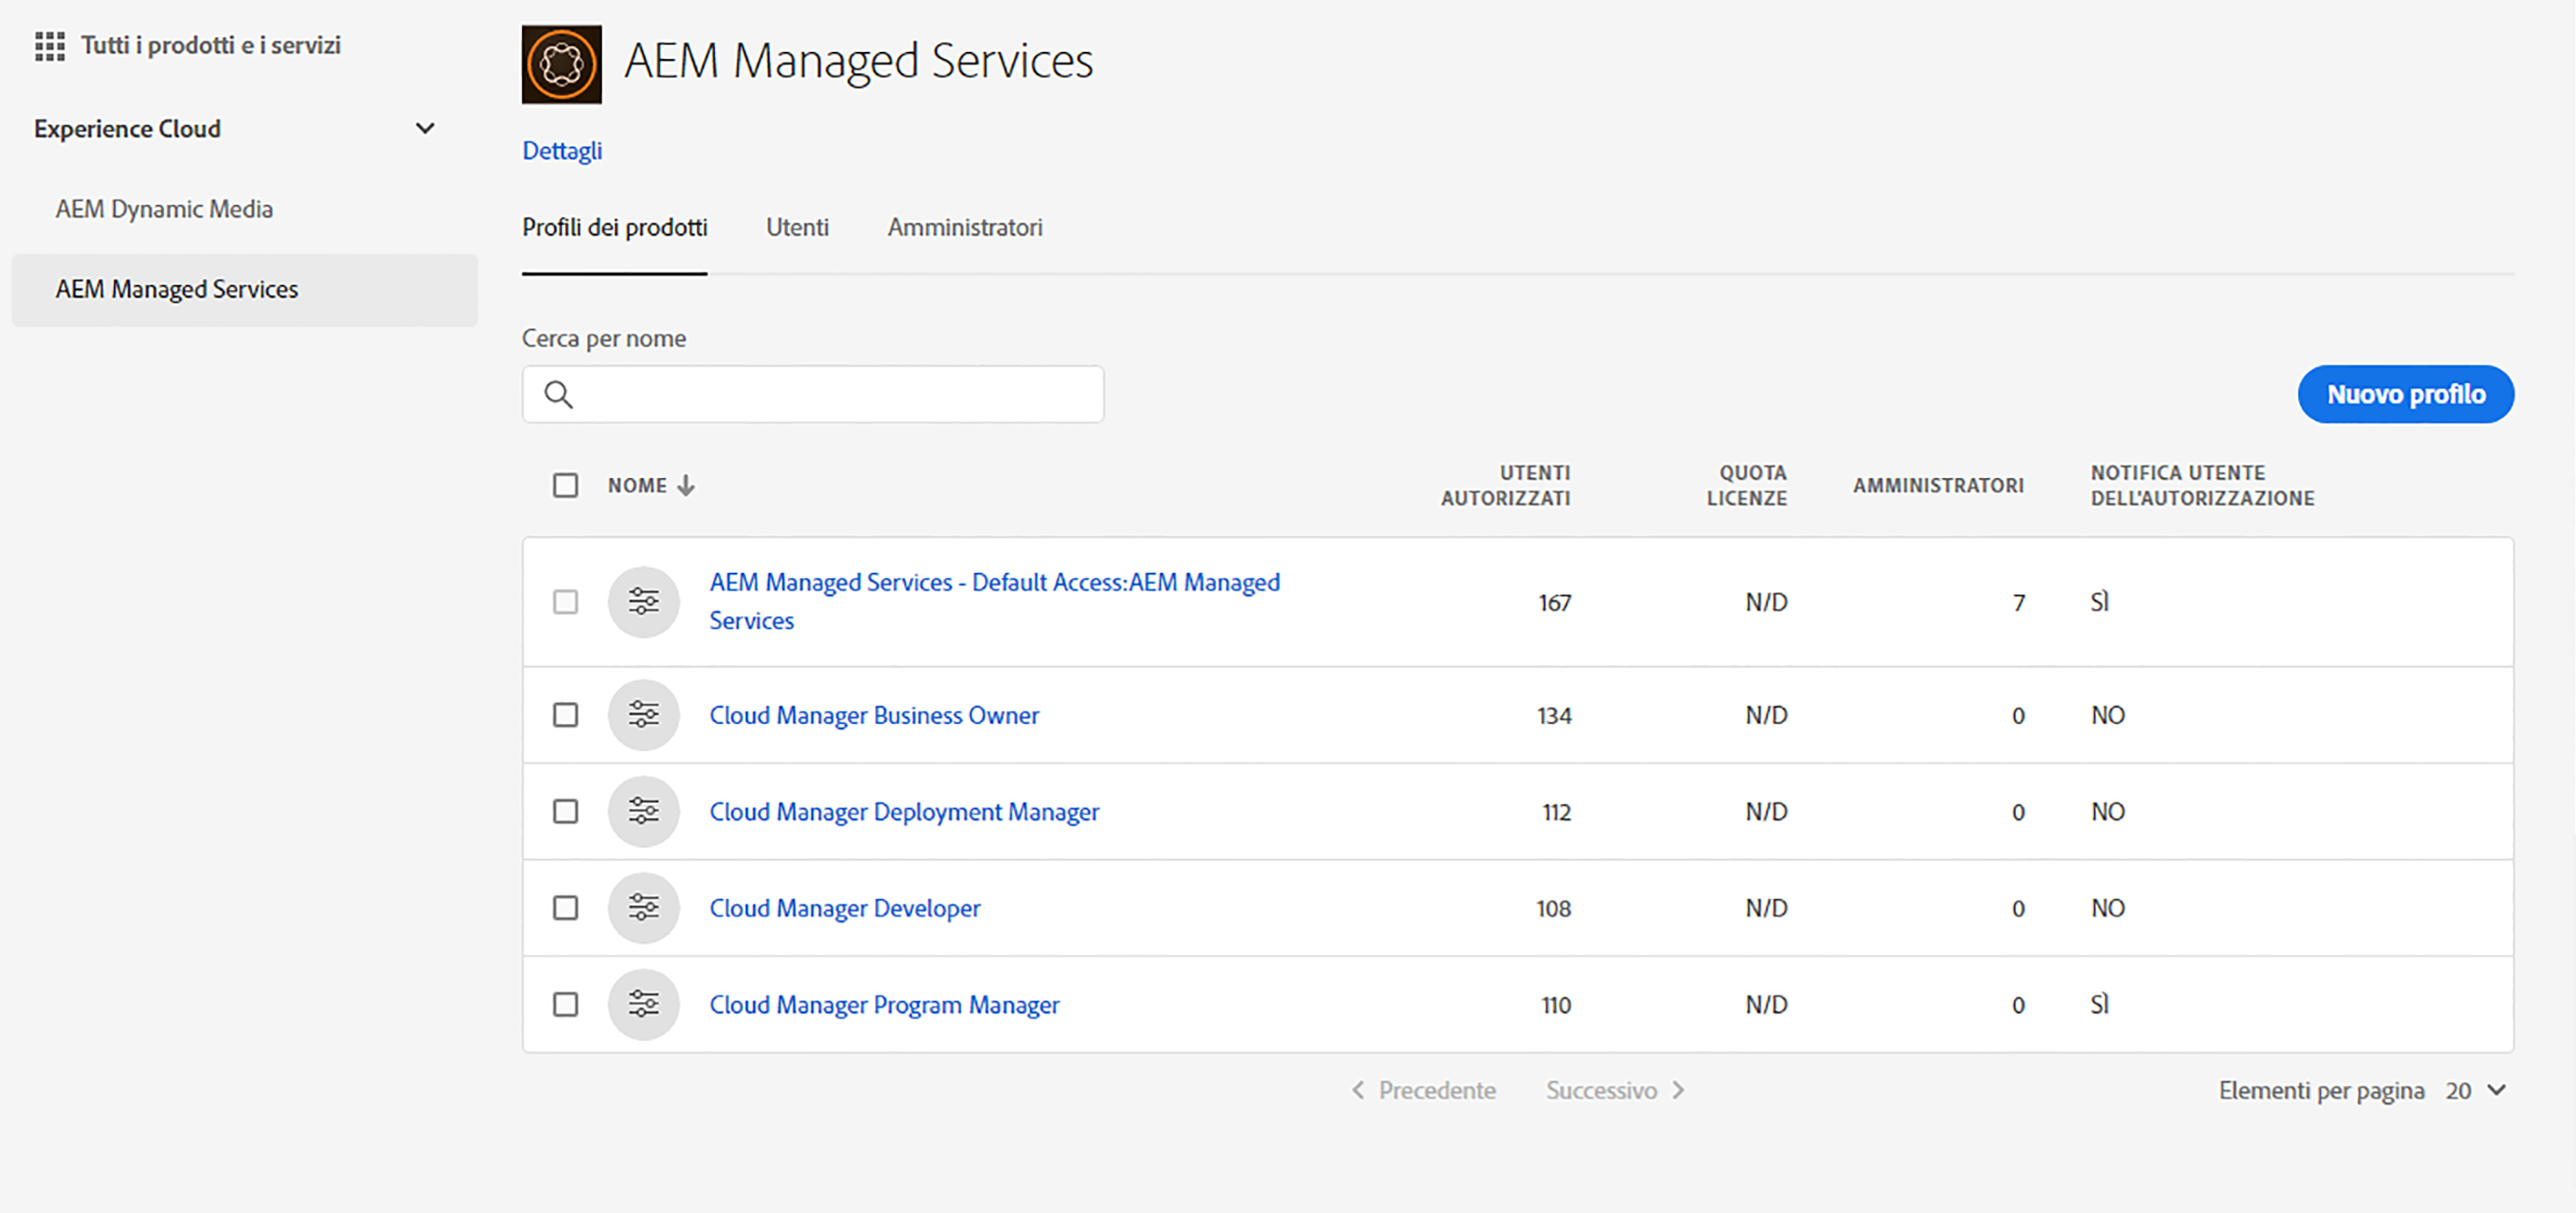 Tutti i prodotti e i servizi
Experience Cloud
AEM Dynamic Media
AEM Managed Services
AEM Managed Services
Dettagli
Profili dei prodotti Utenti Amministratori
Cerca per nome
Nuovo profilo
NOME UTENTI AUTORIZZATI QUOTA LICENZE AMMINISTRATORI NOTIFICA UTENTE DELL'AUTORIZZAZIONE
AEM Managed Services - Default Access:AEM Managed
Services 167 N/D 7 SÌ
Cloud Manager Business Owner 134 N/D 0 NO
Cloud Manager Deployment Manager 112 N/D 0 NO
Cloud Manager Developer 108 N/D 0 NO
Cloud Manager Program Manager 110 N/D 0 SÌ
Precedente Successivo Elementi per pagina 20